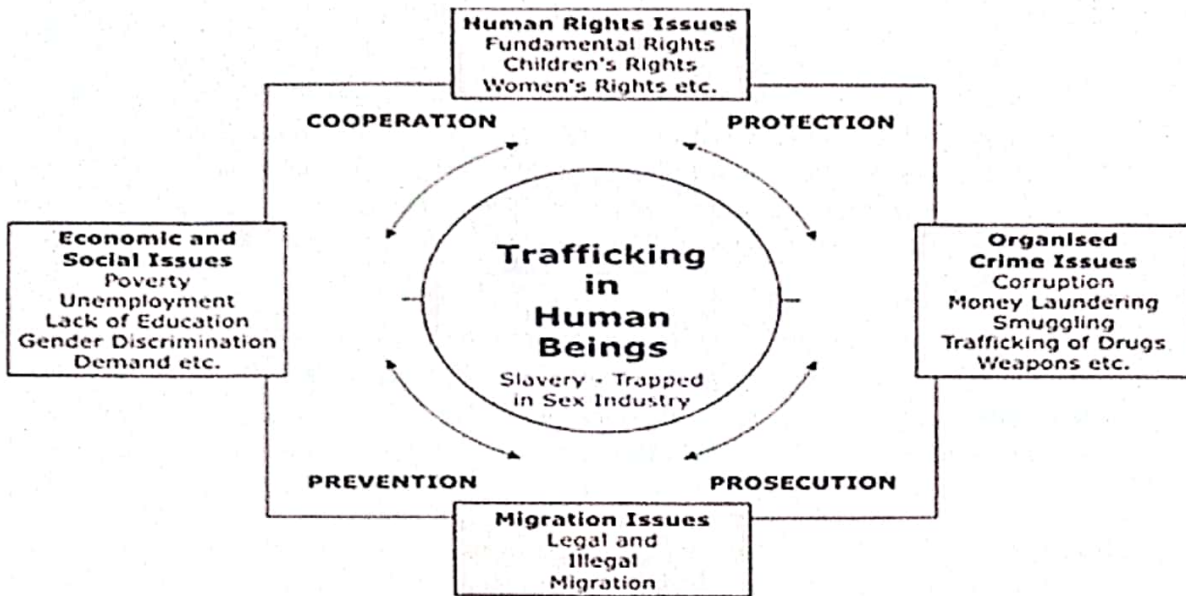 Human Rights Issues
Fundamental Rights
Children's Rights
Women's Rights etc.
COOPERATION
PROTECTION
Economic and
Social Issues
Poverty
Unemployment
Lack of Education
Gender Discrimination
Demand etc.
Trafficking
in
Human
Beings
Slavery - Trapped
in Sex Industry
Organised
Crime Issues
Corruption
Money Laundering
Smuggling
Trafficking of Drugs
Weapons etc.
PREVENTION
PROSECUTION
Migration Issues
Legal and
Illegal
Migration